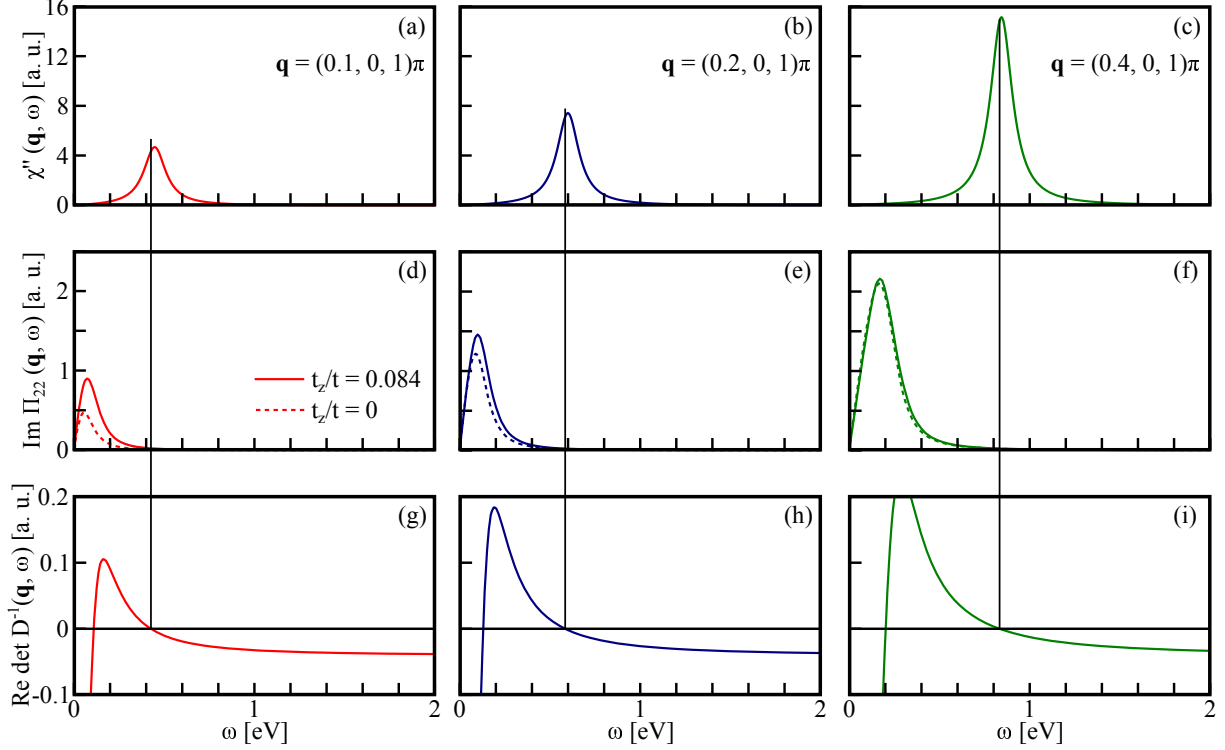 16
12
8
4
0
χ'' (q, ω) [a. u.]
(a)
q = (0.1, 0, 1)π
(b)
q = (0.2, 0, 1)π
(c)
q = (0.4, 0, 1)π
2
1
0
Im Π₂₂ (q, ω) [a. u.]
(d)
t_z/t = 0.084
t_z/t = 0
(e)
(f)
0.2
0.1
0
-0.1
Re det D⁻¹(q, ω) [a. u.]
(g)
(h)
(i)
0 1 2
0 1 2
0 1 2
ω [eV]
ω [eV]
ω [eV]